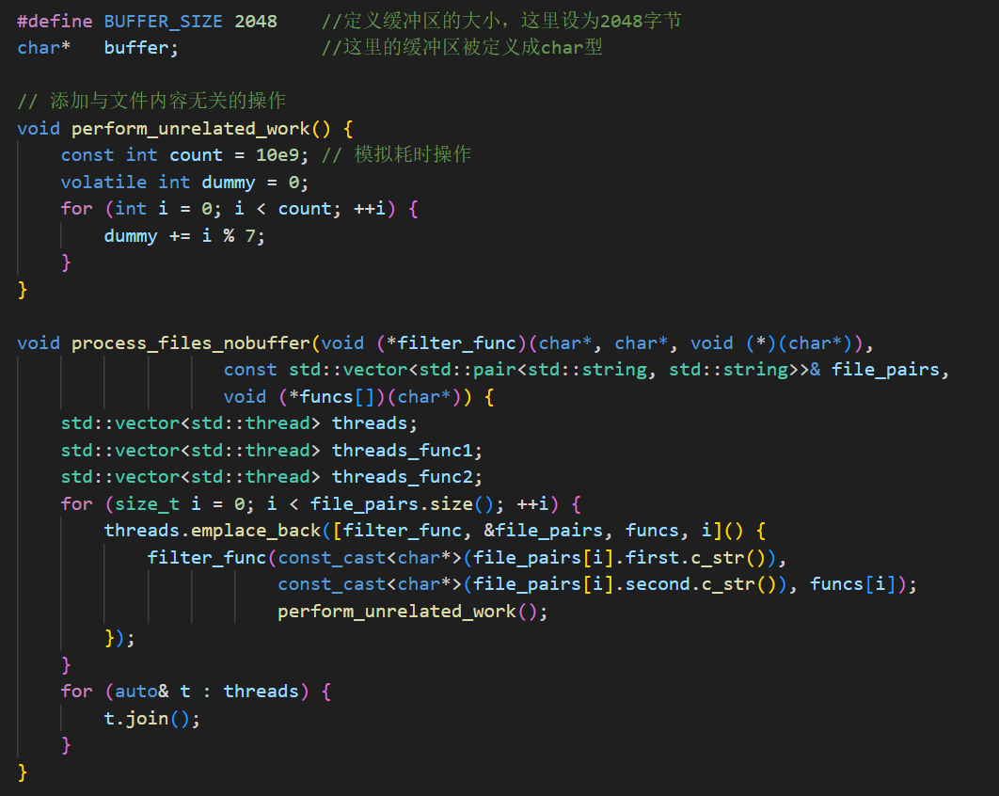 #define BUFFER_SIZE 2048    //定义缓冲区的大小，这里设为2048字节
char*   buffer;             //这里的缓冲区被定义成char型
// 添加与文件内容无关的操作
void perform_unrelated_work() {
    const int count = 10e9; // 模拟耗时操作
    volatile int dummy = 0;
    for (int i = 0; i < count; ++i) {
        dummy += i % 7;
    }
}
void process_files_nobuffer(void (*filter_func)(char*, char*, void (*)(char*)),
                   const std::vector<std::pair<std::string, std::string>>& file_pairs,
                   void (*funcs[])(char*)) {
    std::vector<std::thread> threads;
    std::vector<std::thread> threads_func1;
    std::vector<std::thread> threads_func2;
    for (size_t i = 0; i < file_pairs.size(); ++i) {
        threads.emplace_back([filter_func, &file_pairs, funcs, i]() {
            filter_func(const_cast<char*>(file_pairs[i].first.c_str()),
                        const_cast<char*>(file_pairs[i].second.c_str()), funcs[i]);
                        perform_unrelated_work();
        });
    }
    for (auto& t : threads) {
        t.join();
    }
}